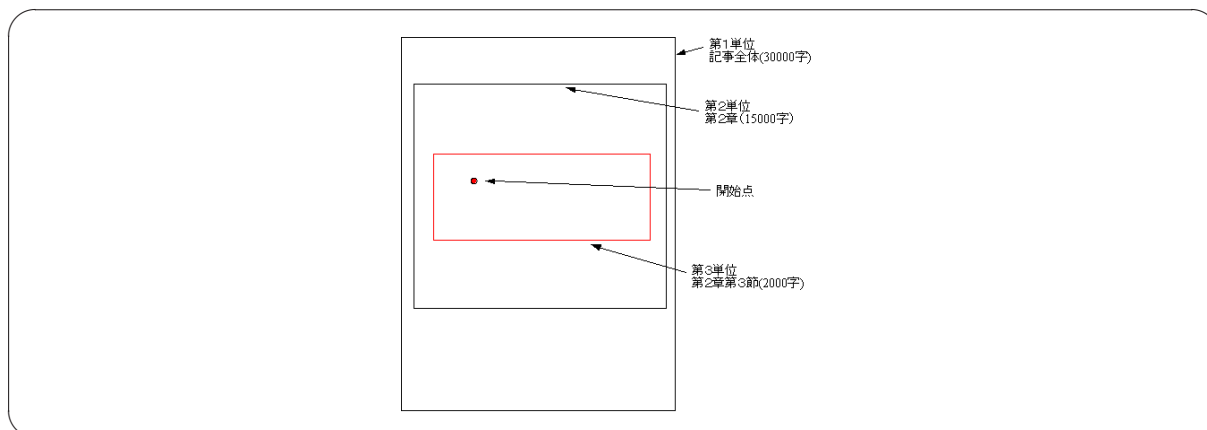 第1単位
記事全体(30000字)
第2単位
第2章(15000字)
開始点
第3単位
第2章第3節(2000字)